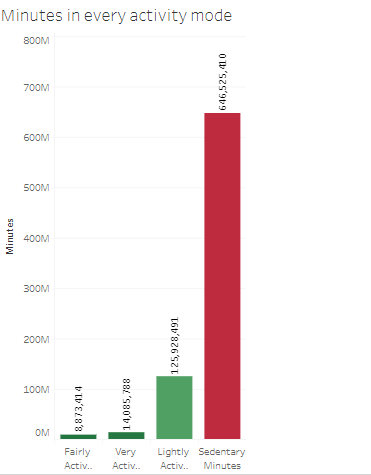 Minutes in every activity mode
800M
700M
600M
500M
400M
300M
200M
100M
0M
Minutes
8,873,414
14,085,788
125,928,491
646,525,410
Fairly
Activ..
Very
Activ..
Lightly
Activ..
Sedentary
Minutes